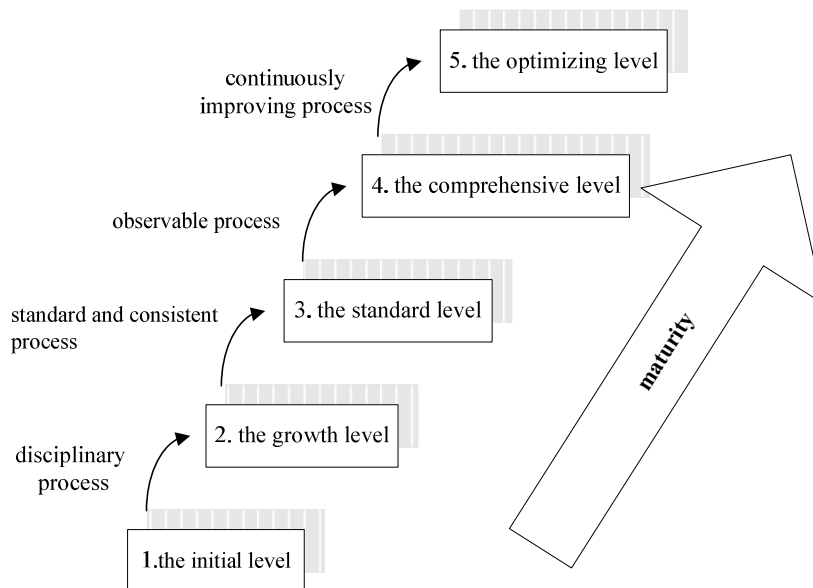 5. the optimizing level
continuously
improving process
4. the comprehensive level
observable process
3. the standard level
standard and consistent
process
maturity
2. the growth level
disciplinary
process
1.the initial level